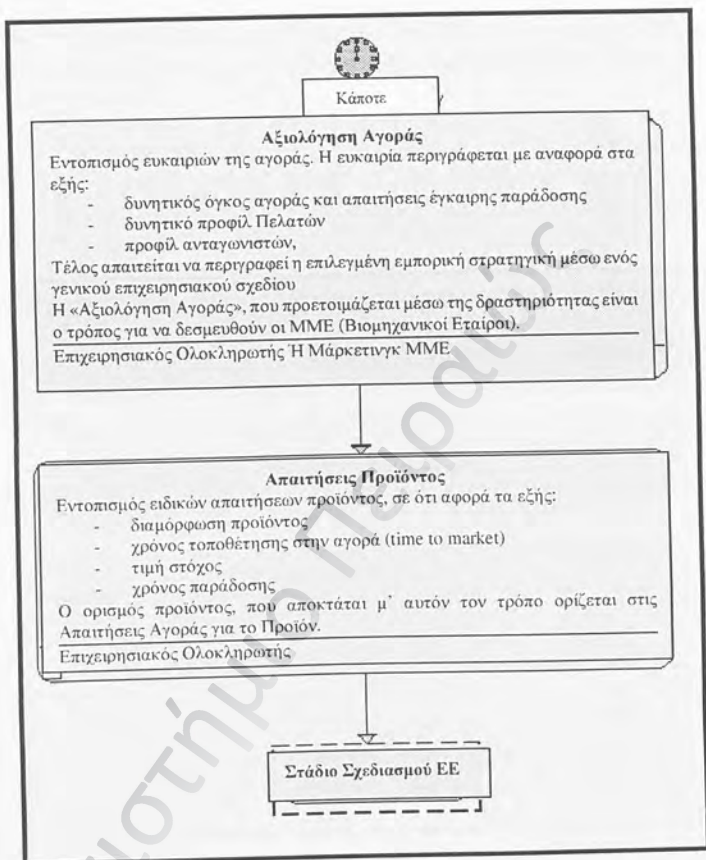 Κάποτε
Αξιολόγηση Αγοράς
Εντοπισμός ευκαιριών της αγοράς. Η ευκαιρία περιγράφεται με αναφορά στα
εξής:
- δυνητικός όγκος αγοράς και απαιτήσεις έγκαιρης παράδοσης
- δυνητικό προφίλ Πελατών
- προφίλ ανταγωνιστών,
Τέλος απαιτείται να περιγραφεί η επιλεγμένη εμπορική στρατηγική μέσω ενός
γενικού επιχειρησιακού σχεδίου
Η «Αξιολόγηση Αγοράς», που προετοιμάζεται μέσω της δραστηριότητας είναι
ο τρόπος για να δεσμευθούν οι ΜΜΕ (Βιομηχανικοί Εταίροι).
Επιχειρησιακός Ολοκληρωτής Ή Μάρκετινγκ ΜΜΕ
Απαιτήσεις Προϊόντος
Εντοπισμός ειδικών απαιτήσεων προϊόντος, σε ότι αφορά τα εξής:
- διαμόρφωση προϊόντος
- χρόνος τοποθέτησης στην αγορά (time to market)
- τιμή στόχος
- χρόνος παράδοσης
Ο ορισμός προϊόντος, που αποκτάται μ' αυτόν τον τρόπο ορίζεται στις
Απαιτήσεις Αγοράς για το Προϊόν.
Επιχειρησιακός Ολοκληρωτής
Στάδιο Σχεδιασμού ΕΕ